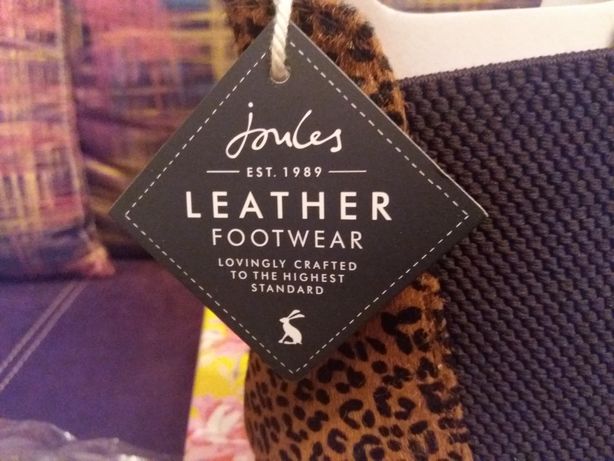 Joules
EST. 1989
LEATHER
FOOTWEAR
LOVINGLY CRAFTED
TO THE HIGHEST
STANDARD